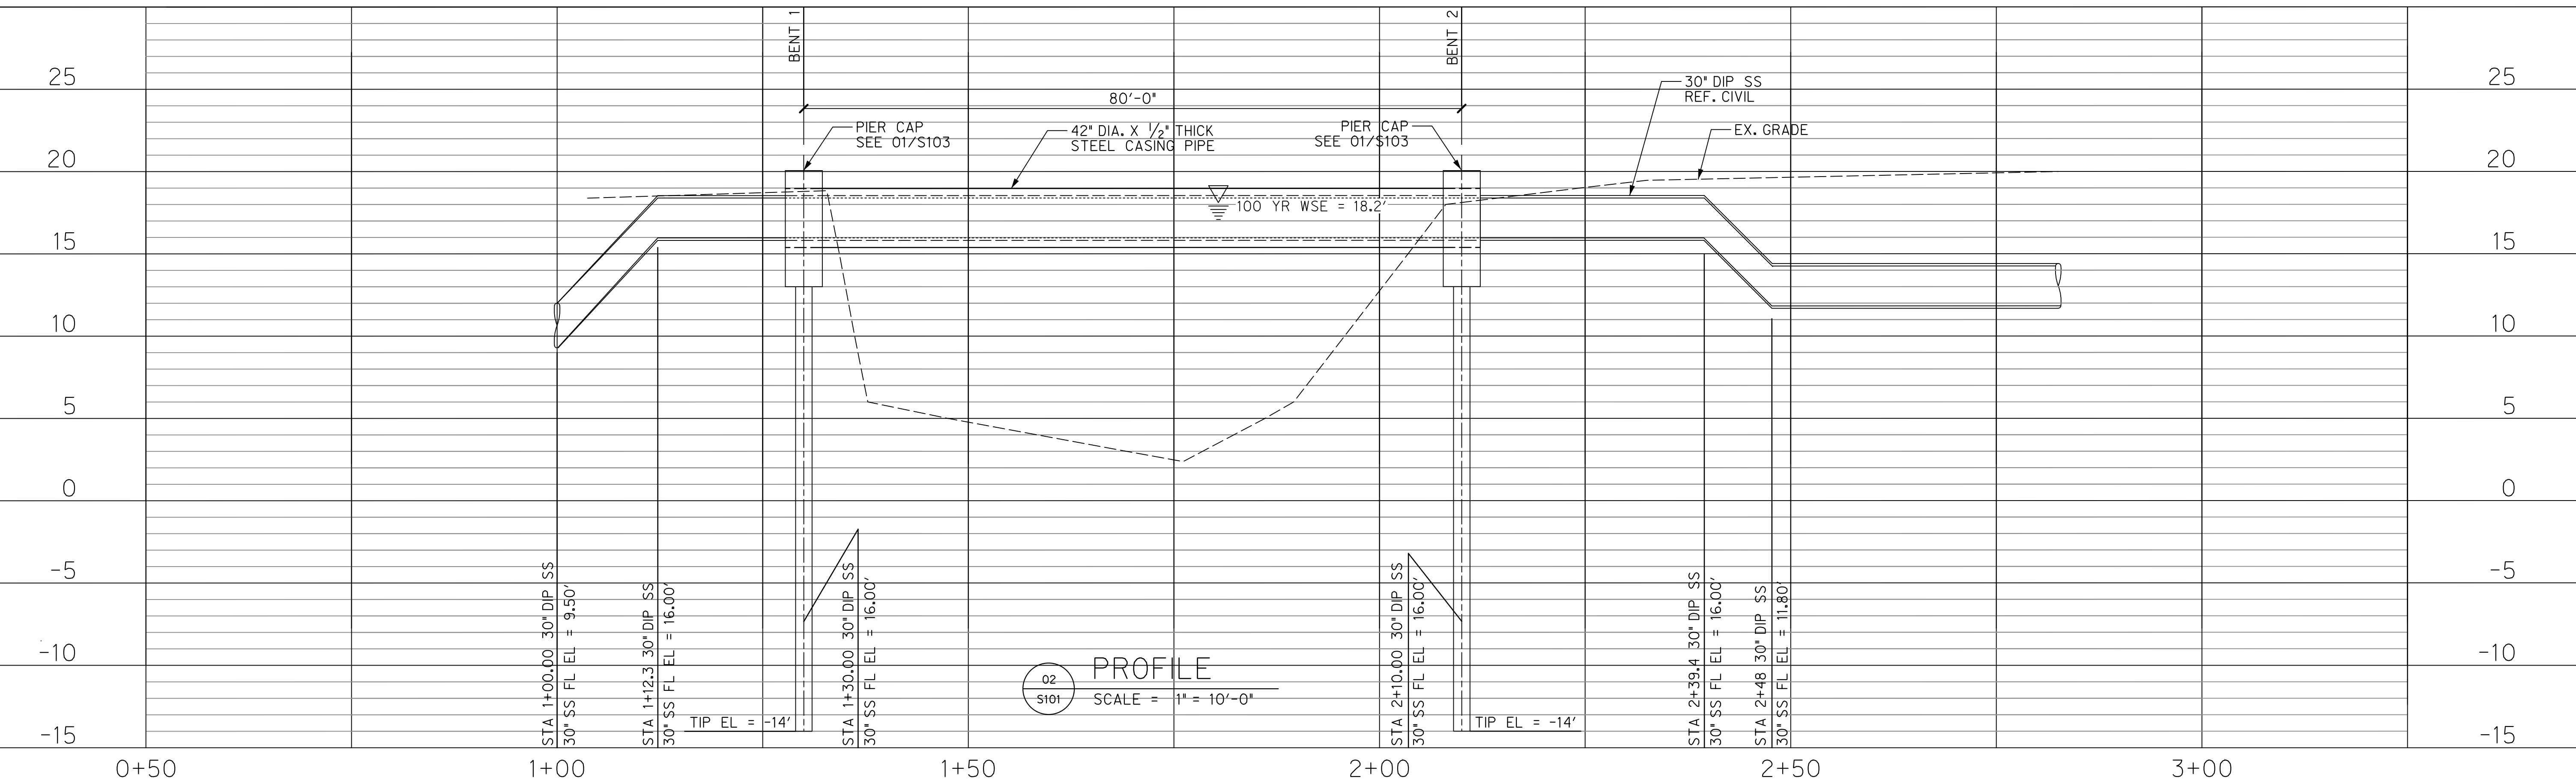 BENT 1
BENT 2
25
25
80'-0"
30" DIP SS
REF. CIVIL
PIER CAP
SEE 01/S103
42" DIA. X 1/2" THICK
STEEL CASING PIPE
PIER CAP
SEE 01/S103
EX. GRADE
20
20
100 YR WSE = 18.2'
15
15
10
10
5
5
0
0
-5
-5
STA 1+00.00 30" DIP SS
30" SS FL EL = 9.50'
STA 1+12.3 30" DIP SS
30" SS FL EL = 16.00'
STA 1+30.00 30" DIP SS
30" SS FL EL = 16.00'
STA 2+10.00 30" DIP SS
30" SS FL EL = 16.00'
STA 2+39.4 30" DIP SS
30" SS FL EL = 16.00'
STA 2+48 30" DIP SS
30" SS FL EL = 11.80'
-10
-10
02
S101
PROFILE
SCALE = 1" = 10'-0"
TIP EL = -14'
TIP EL = -14'
-15
-15
0+50
1+00
1+50
2+00
2+50
3+00